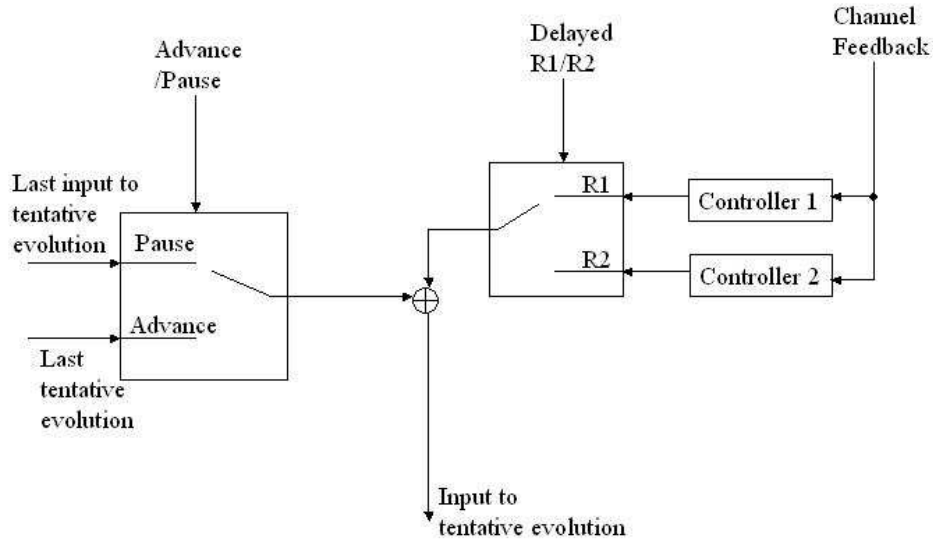 Channel
Feedback
Delayed
R1/R2
Advance
/Pause
Last input to
tentative
evolution
Pause
Advance
Last
tentative
evolution
R1
R2
Controller 1
Controller 2
Input to
tentative evolution